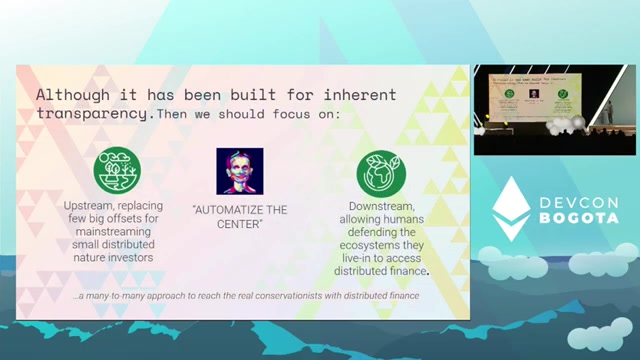 Although it has been built for inherent
transparency.Then we should focus on:
Upstream, replacing
few big offsets for
mainstreaming
small distributed
nature investors
“AUTOMATIZE THE
CENTER”
Downstream,
allowing humans
defending the
ecosystems they
live-in to access
distributed finance.
...a many-to-many approach to reach the real conservationists with distributed finance
DEVCON
BOGOTA